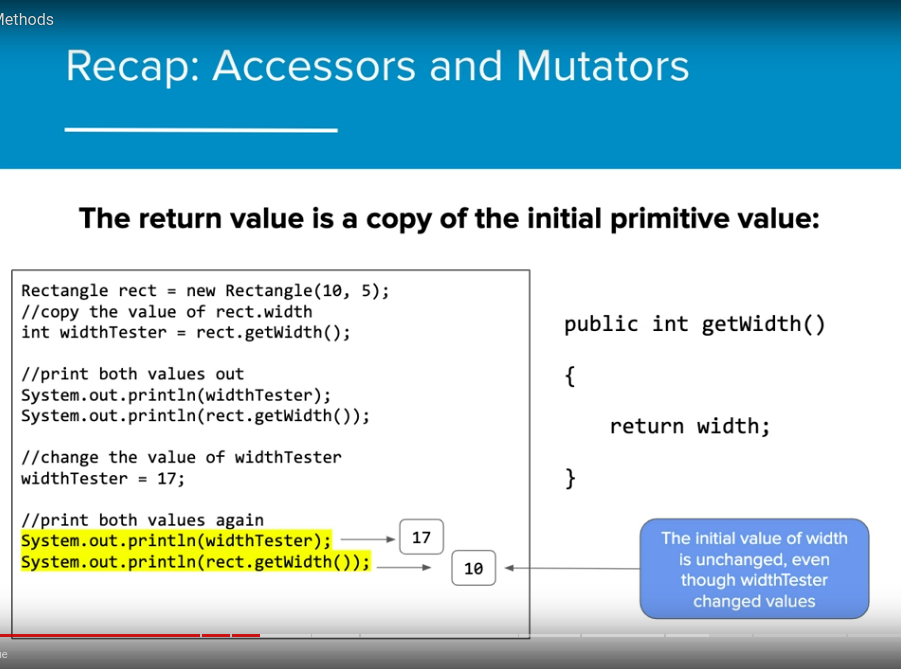 Methods
Recap: Accessors and Mutators
The return value is a copy of the initial primitive value:
Rectangle rect = new Rectangle(10, 5);
//copy the value of rect.width
int widthTester = rect.getWidth();
//print both values out
System.out.println(widthTester);
System.out.println(rect.getWidth());
//change the value of widthTester
widthTester = 17;
//print both values again
System.out.println(widthTester);
17
System.out.println(rect.getWidth());
10
public int getWidth()
{
return width;
}
The initial value of width
is unchanged, even
though widthTester
changed values